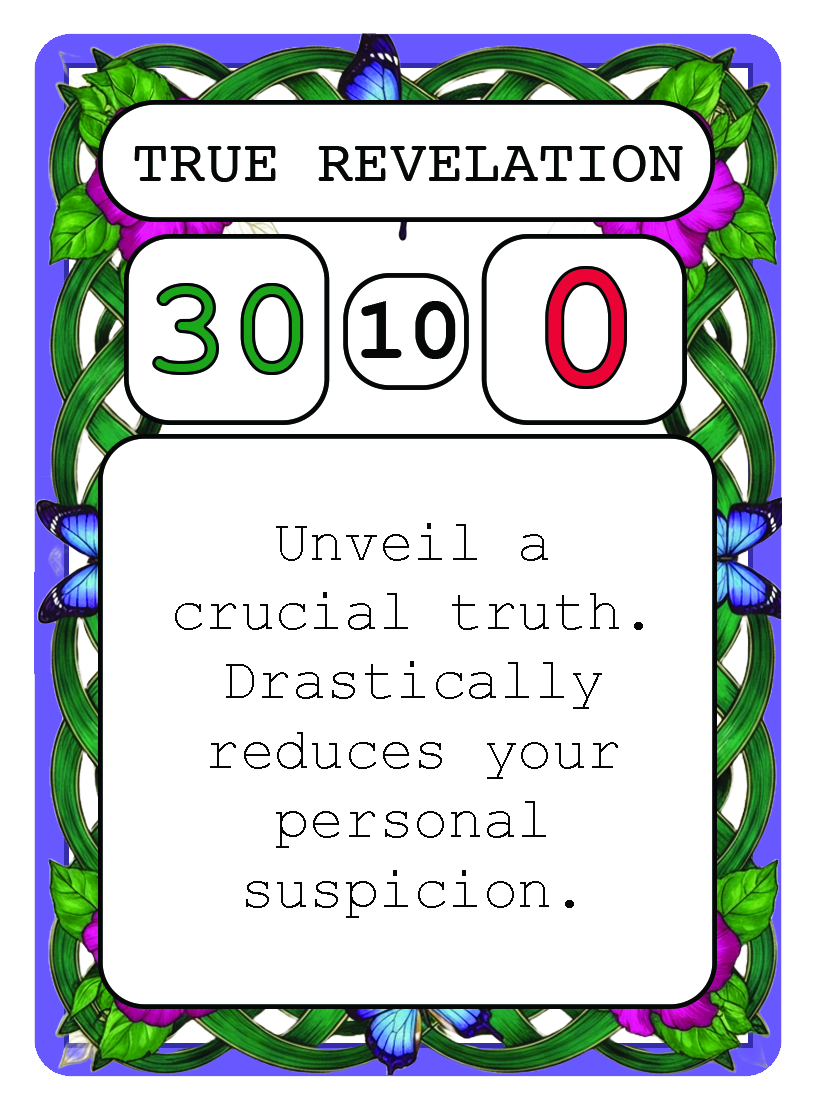 TRUE REVELATION
30 10 0
Unveil a
crucial truth.
Drastically
reduces your
personal
suspicion.